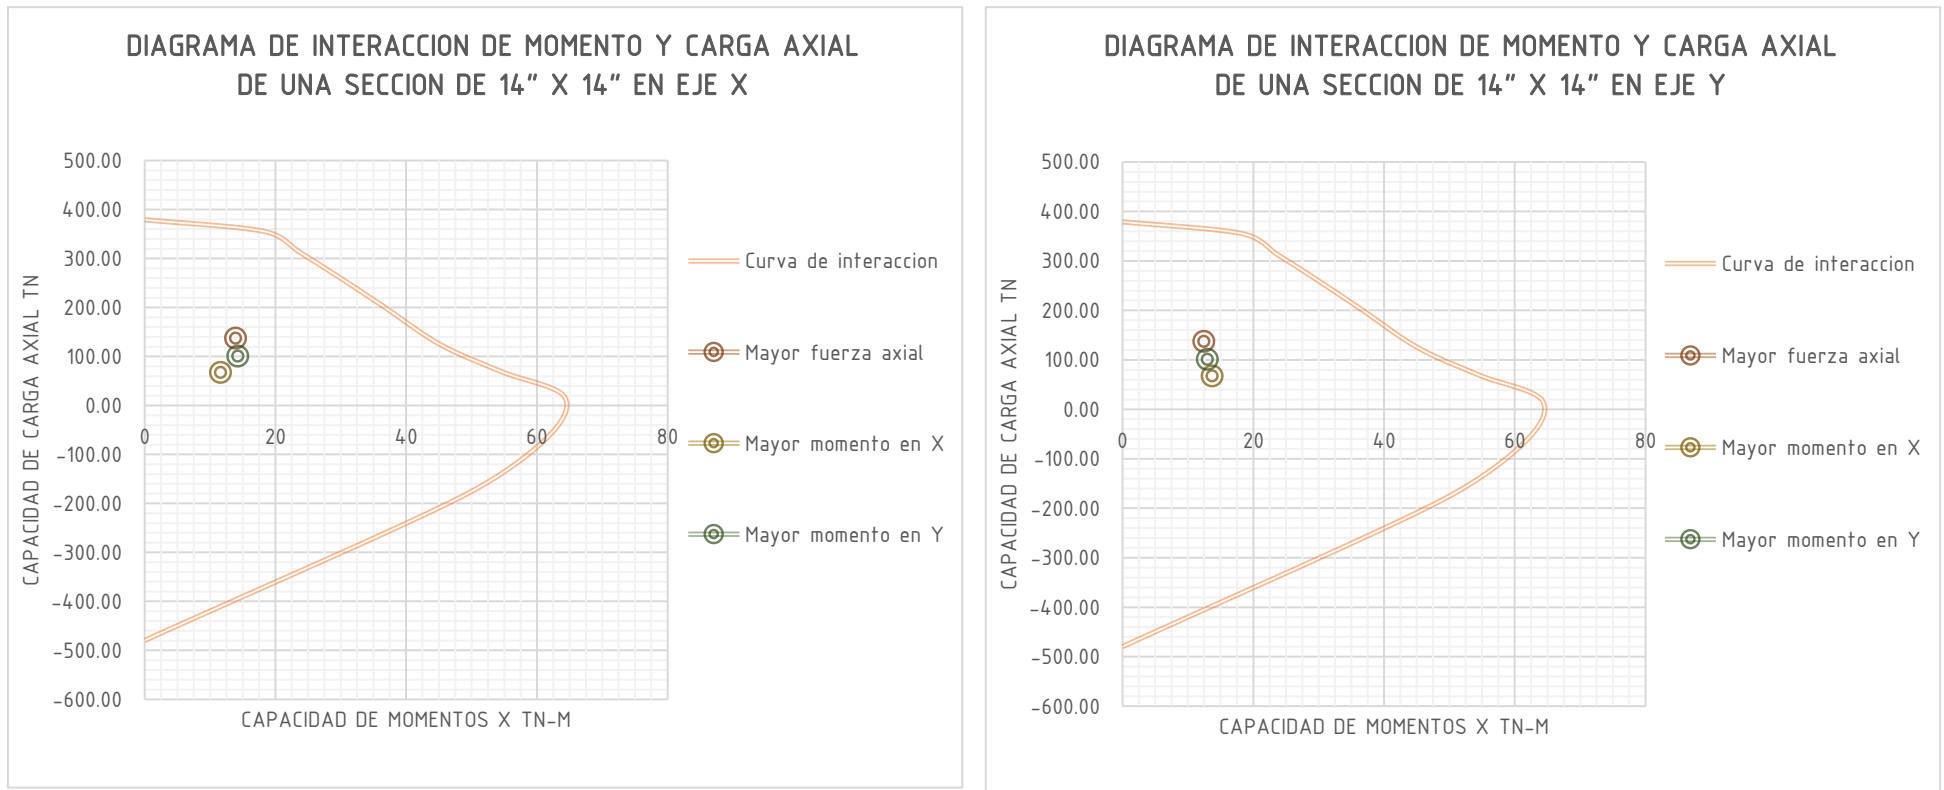 DIAGRAMA DE INTERACCION DE MOMENTO Y CARGA AXIAL
DE UNA SECCION DE 14" X 14" EN EJE X
CAPACIDAD DE CARGA AXIAL TN
500.00
400.00
300.00
200.00
100.00
0.00
-100.00
-200.00
-300.00
-400.00
-500.00
-600.00
0 20 40 60 80
CAPACIDAD DE MOMENTOS X TN-M
Curva de interaccion
Mayor fuerza axial
Mayor momento en X
Mayor momento en Y
DIAGRAMA DE INTERACCION DE MOMENTO Y CARGA AXIAL
DE UNA SECCION DE 14" X 14" EN EJE Y
CAPACIDAD DE CARGA AXIAL TN
500.00
400.00
300.00
200.00
100.00
0.00
-100.00
-200.00
-300.00
-400.00
-500.00
-600.00
0 20 40 60 80
CAPACIDAD DE MOMENTOS X TN-M
Curva de interaccion
Mayor fuerza axial
Mayor momento en X
Mayor momento en Y